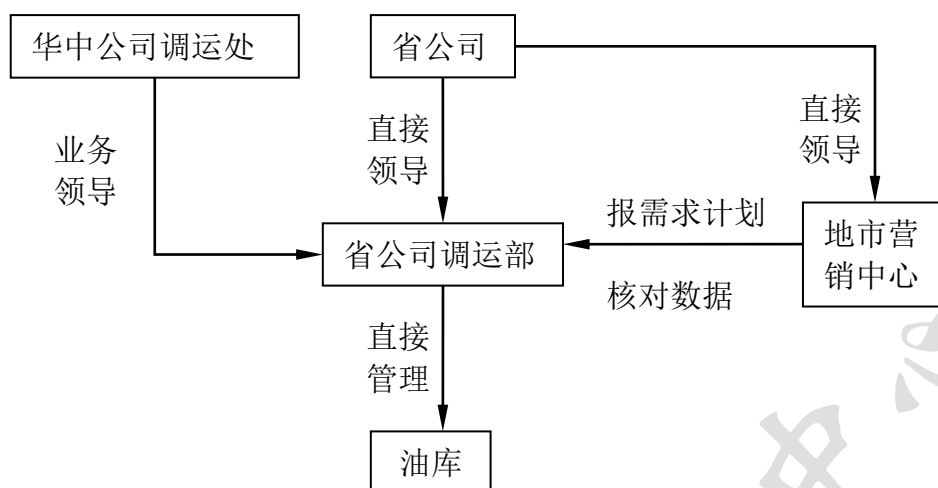 华中公司调运处
省公司
业务
领导
直接
领导
直接
领导
报需求计划
省公司调运部
地市营
销中心
核对数据
直接
管理
油库
中